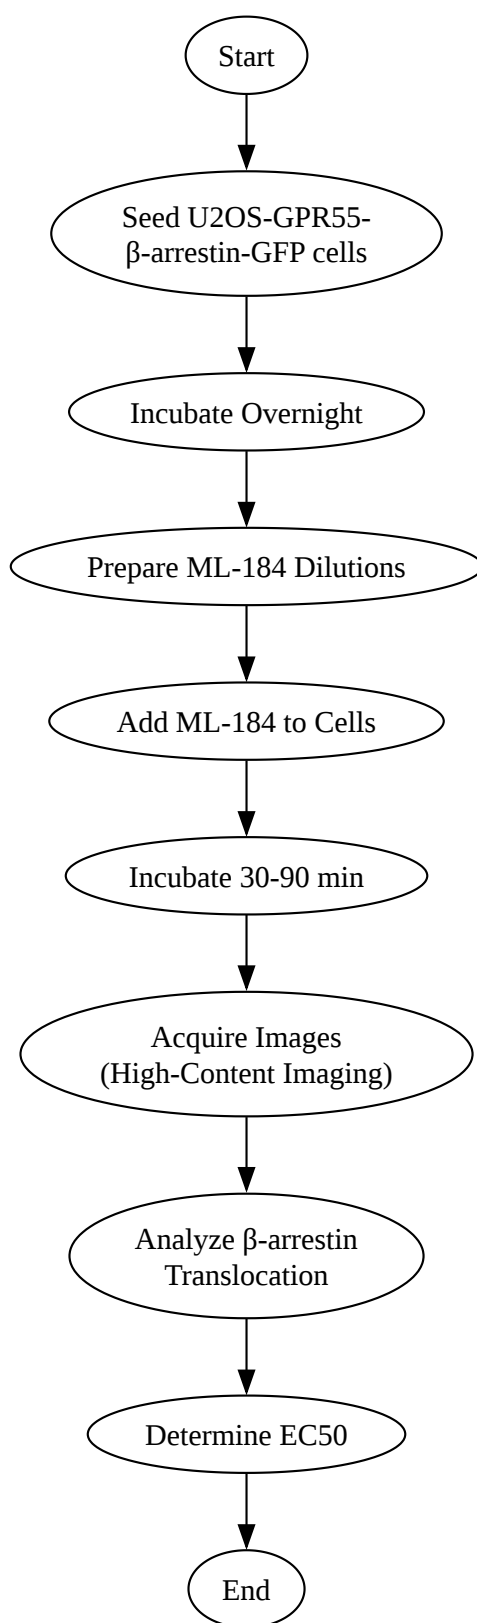 Start
Seed U2OS-GPR55-
β-arrestin-GFP cells
Incubate Overnight
Prepare ML-184 Dilutions
Add ML-184 to Cells
Incubate 30-90 min
Acquire Images
(High-Content Imaging)
Analyze β-arrestin
Translocation
Determine EC50
End